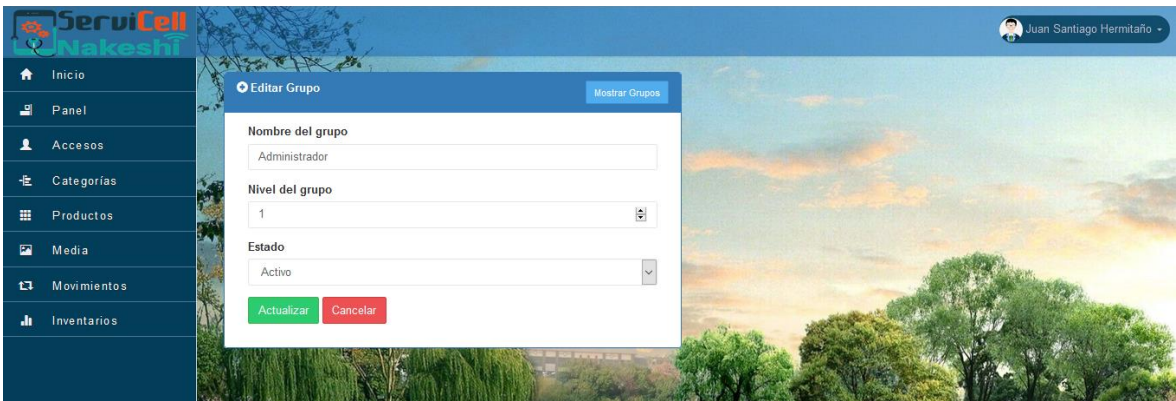 ServiCell
Nakeshi
Juan Santiago Hermitaño
Inicio
Panel
Accesos
Categorías
Productos
Media
Movimientos
Inventarios
Editar Grupo
Mostrar Grupos
Nombre del grupo
Administrador
Nivel del grupo
1
Estado
Activo
Actualizar Cancelar